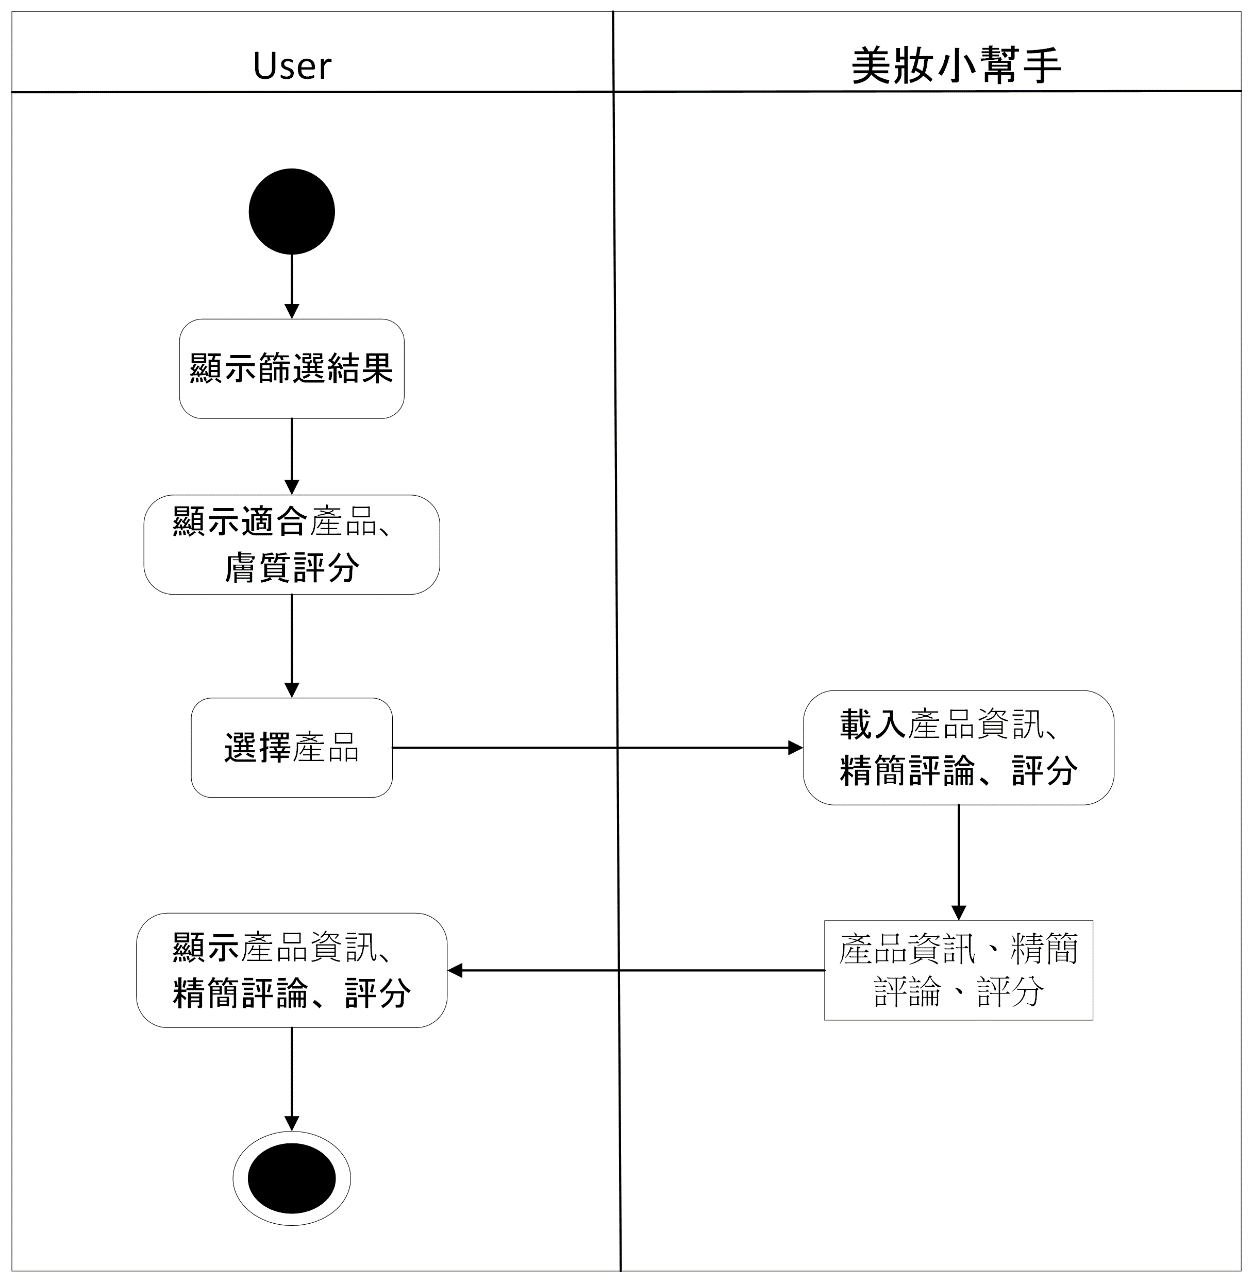 User
美妝小幫手
顯示篩選結果
顯示適合產品、
膚質評分
選擇產品
載入產品資訊、
精簡評論、評分
顯示產品資訊、
精簡評論、評分
產品資訊、精簡
評論、評分